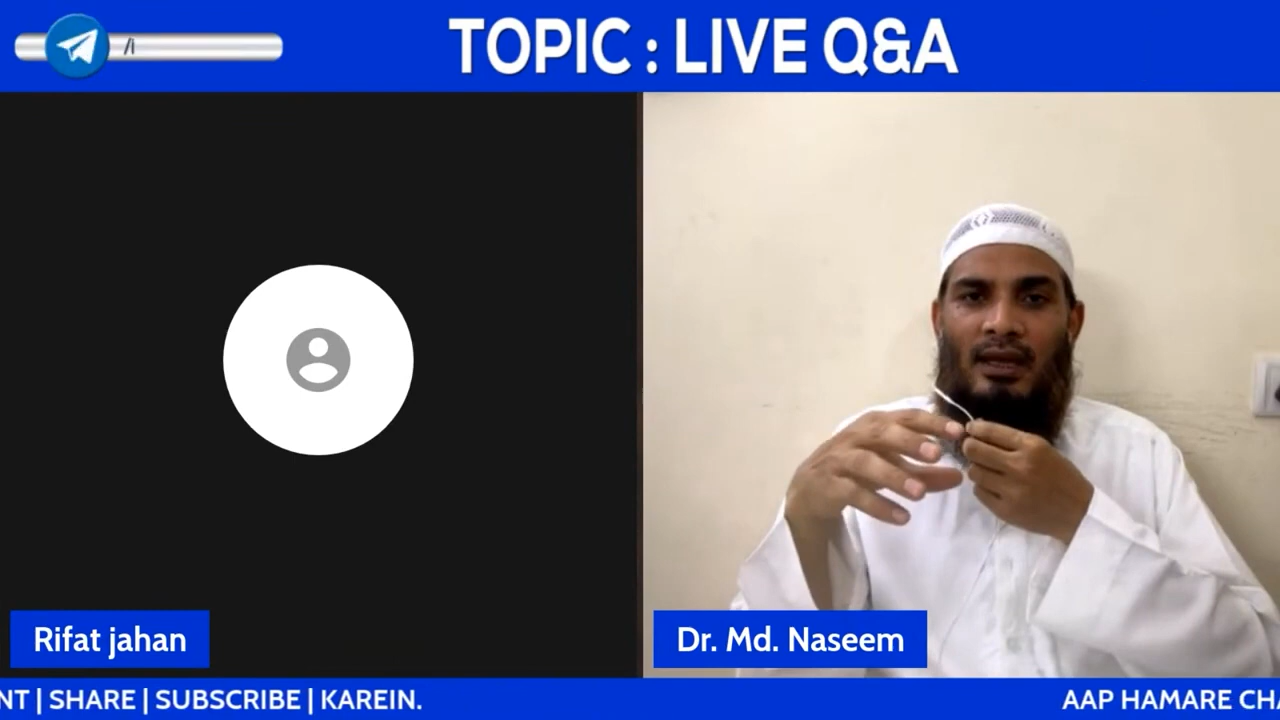 /i
TOPIC : LIVE Q&A
Rifat jahan
Dr. Md. Naseem
NT | SHARE | SUBSCRIBE | KAREIN.
AAP HAMARE CHA